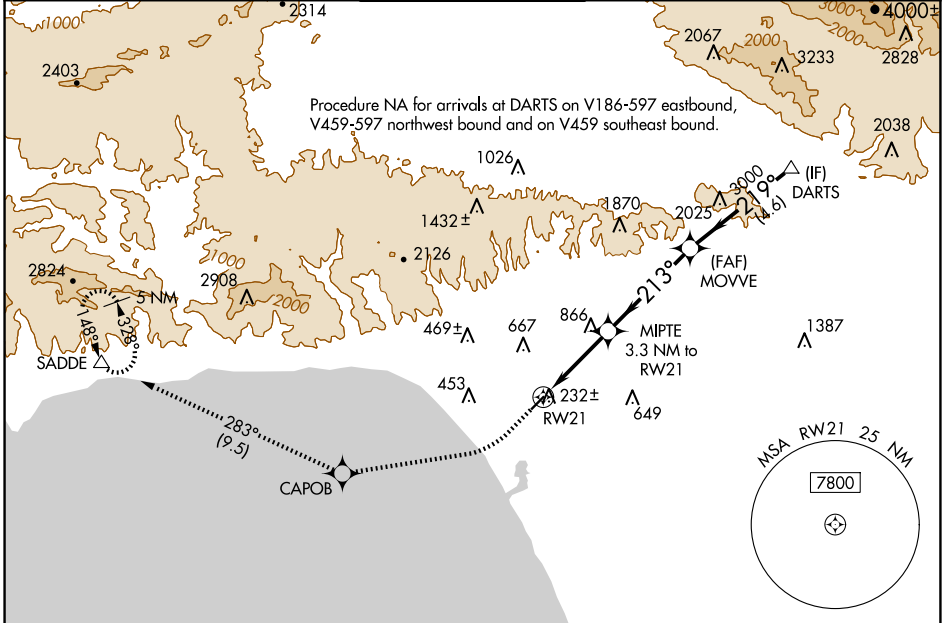 1000
2314
3000
4000±
2000
2828
2067
2000
3233
2403
Procedure NA for arrivals at DARTS on V186-597 eastbound,
V459-597 northwest bound and on V459 southeast bound.
2038
1026
3000
219°
(4.6)
(IF)
DARTS
1432±
1870
2025
2126
1000
(FAF)
MOVVE
2824
2908
2000
213°
5 NM
148°
328°
469±
667
866
MIPTE
3.3 NM to
RW21
1387
SADDE
453
232±
RW21
649
283°
(9.5)
CAPOB
MSA RW21 25 NM
7800